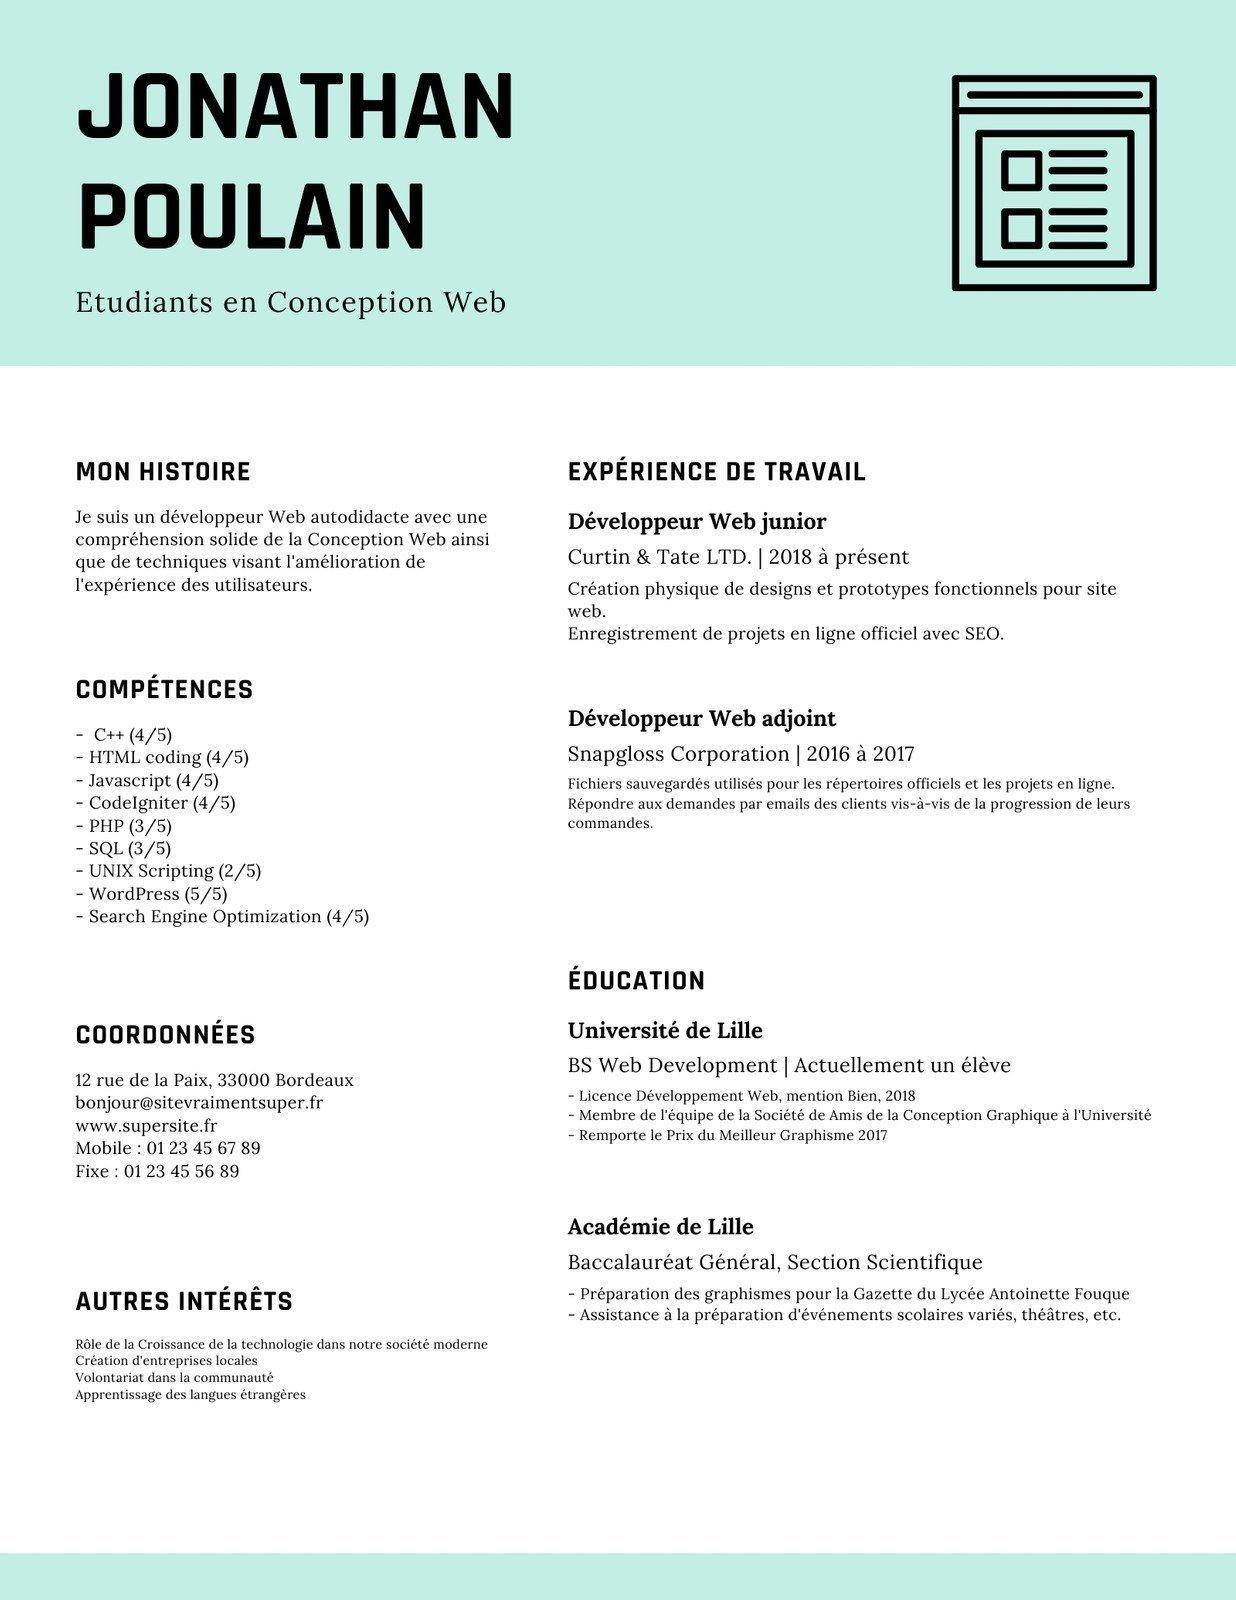 JONATHAN
POULAIN
Etudiants en Conception Web
MON HISTOIRE
Je suis un développeur Web autodidacte avec une
compréhension solide de la Conception Web ainsi
que de techniques visant l'amélioration de
l'expérience des utilisateurs.
COMPÉTENCES
- C++ (4/5)
- HTML coding (4/5)
- Javascript (4/5)
- CodeIgniter (4/5)
- PHP (3/5)
- SQL (3/5)
- UNIX Scripting (2/5)
- WordPress (5/5)
- Search Engine Optimization (4/5)
COORDONNÉES
12 rue de la Paix, 33000 Bordeaux
bonjour@sitevraimentsuper.fr
www.supersite.fr
Mobile : 01 23 45 67 89
Fixe : 01 23 45 56 89
AUTRES INTÉRÊTS
Rôle de la Croissance de la technologie dans notre société moderne
Création d'entreprises locales
Volontariat dans la communauté
Apprentissage des langues étrangères
EXPÉRIENCE DE TRAVAIL
Développeur Web junior
Curtin & Tate LTD. | 2018 à présent
Création physique de designs et prototypes fonctionnels pour site
web.
Enregistrement de projets en ligne officiel avec SEO.
Développeur Web adjoint
Snapgloss Corporation | 2016 à 2017
Fichiers sauvegardés utilisés pour les répertoires officiels et les projets en ligne.
Répondre aux demandes par emails des clients vis-à-vis de la progression de leurs
commandes.
ÉDUCATION
Université de Lille
BS Web Development | Actuellement un élève
- Licence Développement Web, mention Bien, 2018
- Membre de l'équipe de la Société de Amis de la Conception Graphique à l'Université
- Remporte le Prix du Meilleur Graphisme 2017
Académie de Lille
Baccalauréat Général, Section Scientifique
- Préparation des graphismes pour la Gazette du Lycée Antoinette Fouque
- Assistance à la préparation d'événements scolaires variés, théâtres, etc.